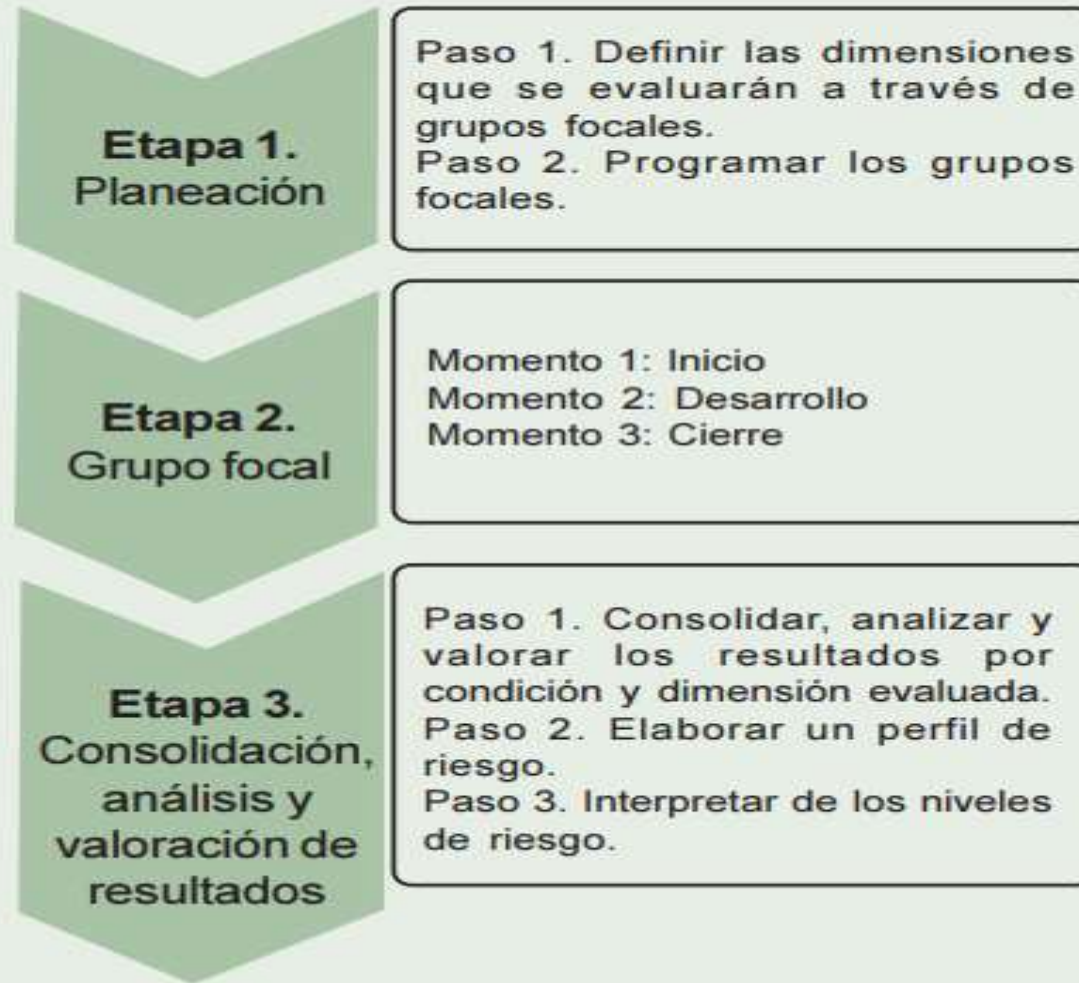 Etapa 1.
Planeación
Paso 1. Definir las dimensiones
que se evaluarán a través de
grupos focales.
Paso 2. Programar los grupos
focales.
Etapa 2.
Grupo focal
Momento 1: Inicio
Momento 2: Desarrollo
Momento 3: Cierre
Etapa 3.
Consolidación,
análisis y
valoración de
resultados
Paso 1. Consolidar, analizar y
valorar los resultados por
condición y dimensión evaluada.
Paso 2. Elaborar un perfil de
riesgo.
Paso 3. Interpretar de los niveles
de riesgo.